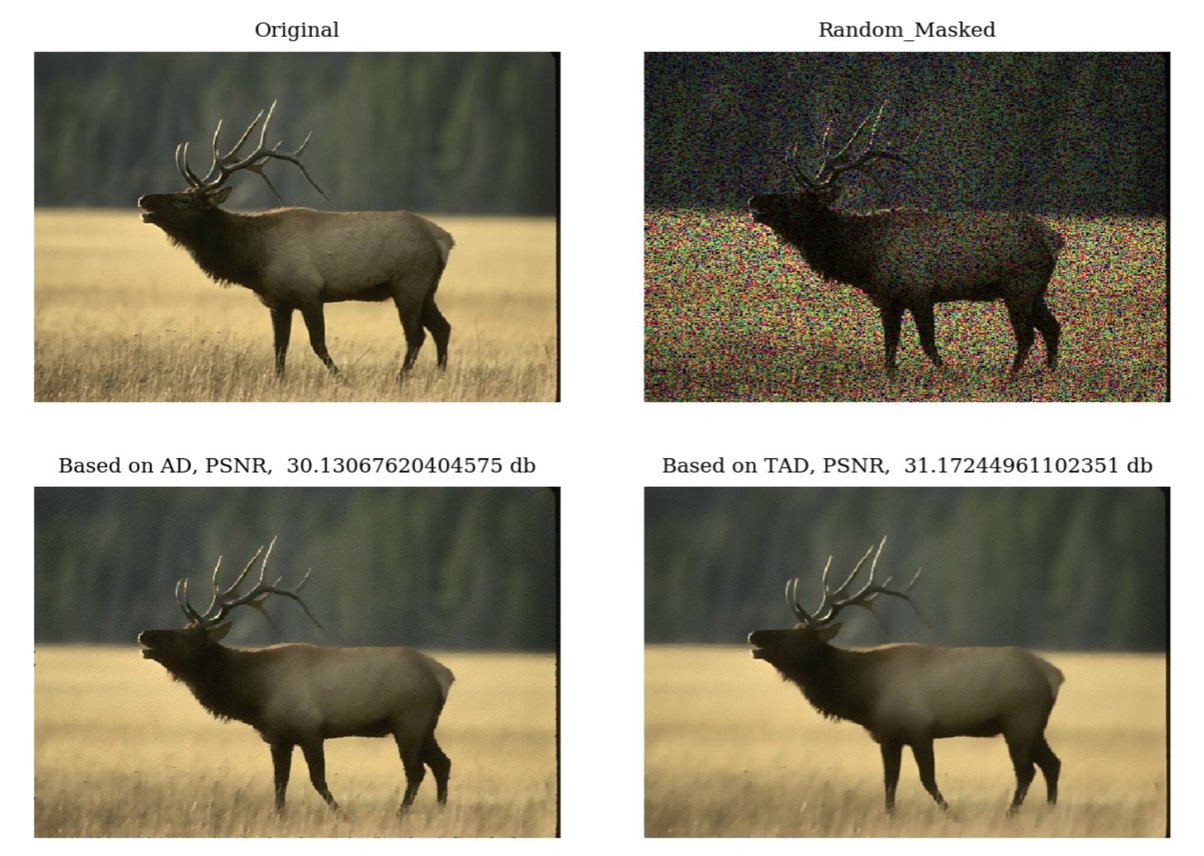 Original
Random_Masked
Based on AD, PSNR,  30.13067620404575 db
Based on TAD, PSNR,  31.17244961102351 db